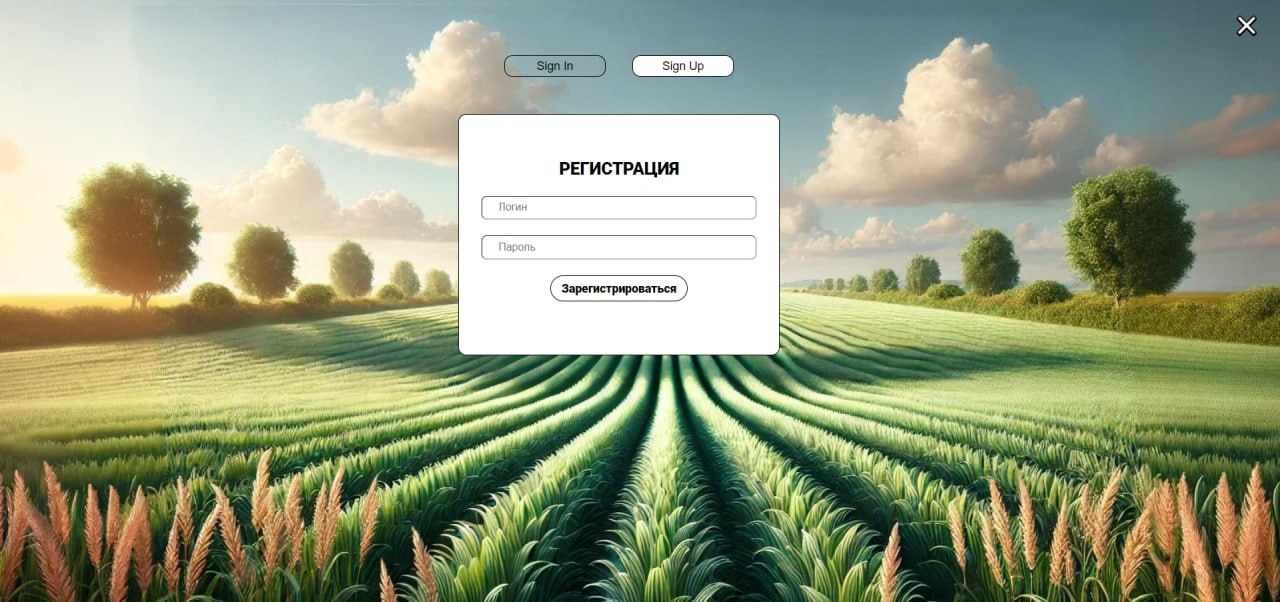 Sign In
Sign Up
РЕГИСТРАЦИЯ
Логин
Пароль
Зарегистрироваться